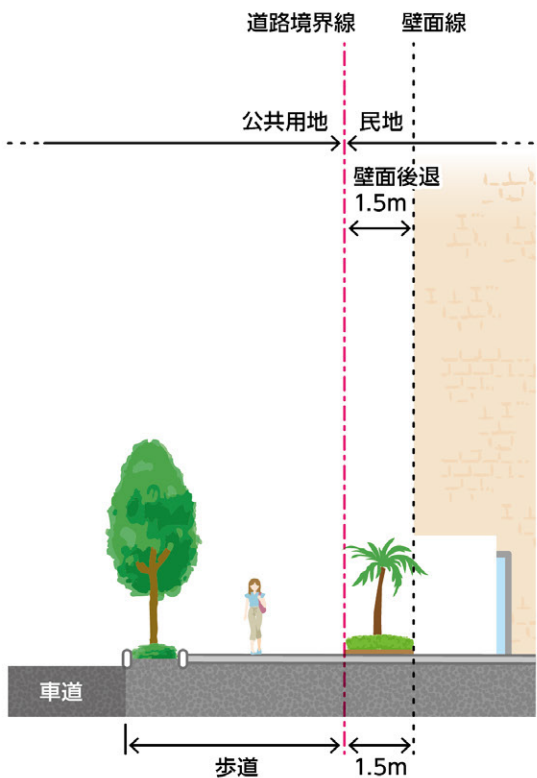 道路境界線 壁面線
公共用地 民地
壁面後退
1.5m
車道
歩道 1.5m